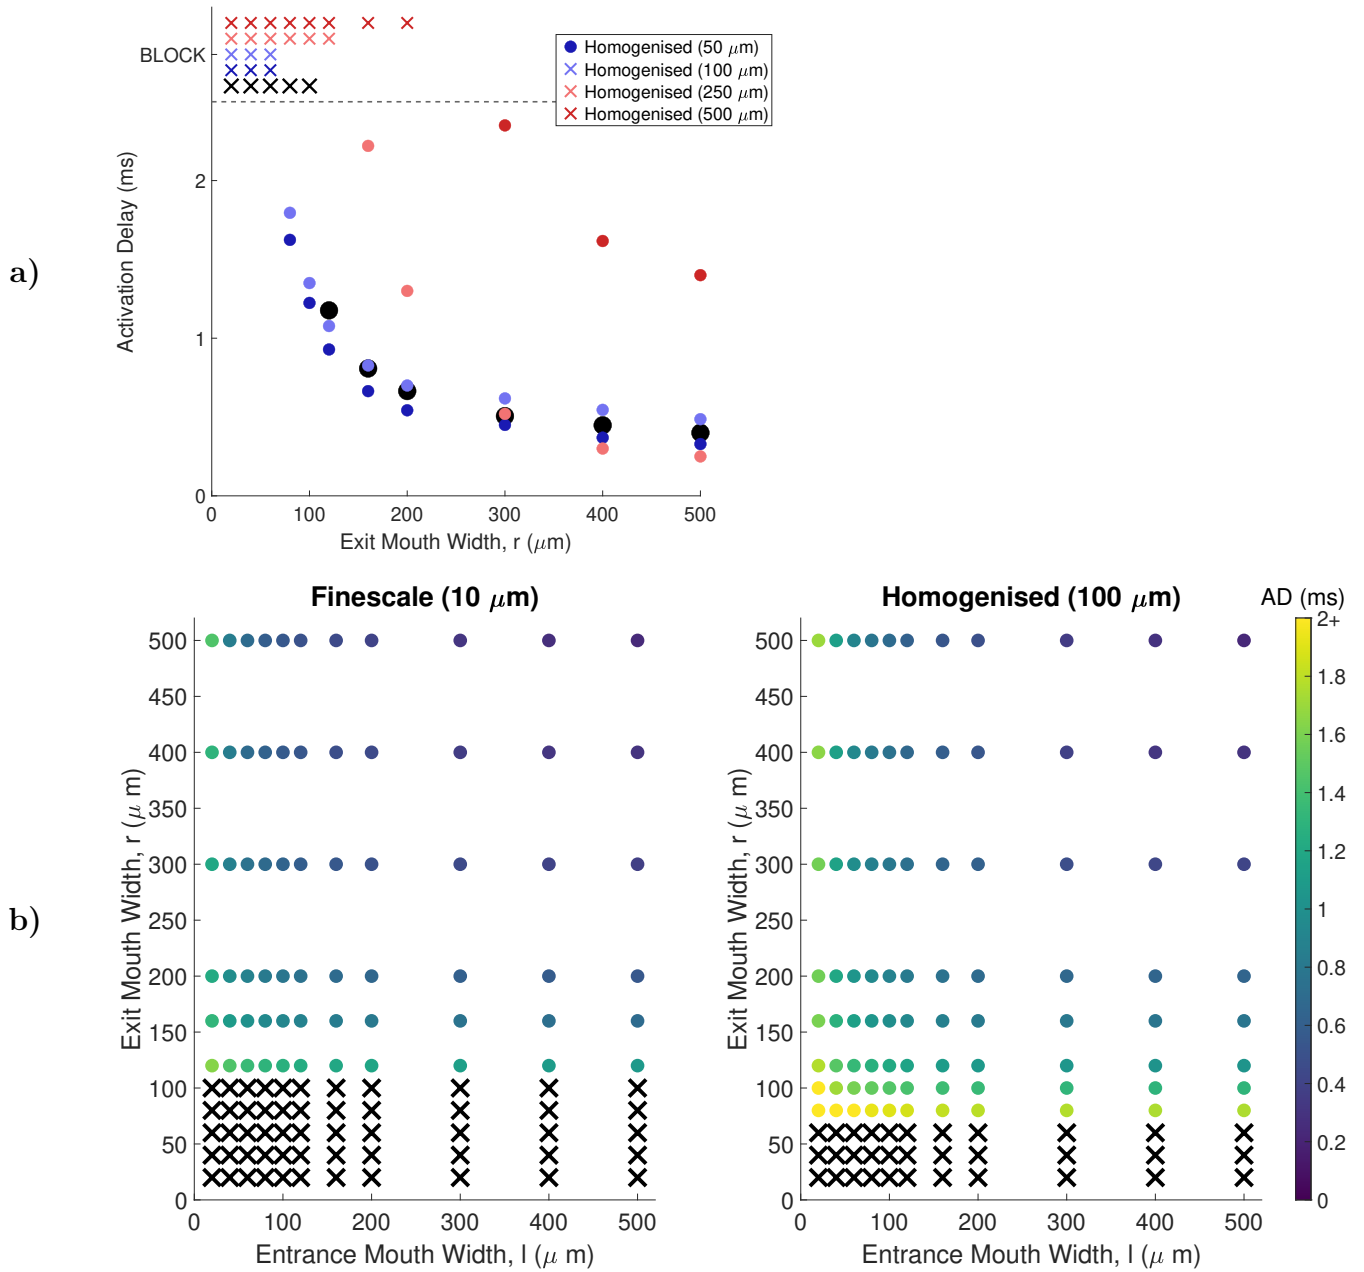 a)
BLOCK
2
1
0
Activation Delay (ms)
0 100 200 300 400 500
Exit Mouth Width, r (μm)
Homogenised (50 μm)
Homogenised (100 μm)
Homogenised (250 μm)
Homogenised (500 μm)
b)
Finescale (10 μm)
500
450
400
350
300
250
200
150
100
50
0
Exit Mouth Width, r (μ m)
0 100 200 300 400 500
Entrance Mouth Width, l (μ m)
Homogenised (100 μm)
500
450
400
350
300
250
200
150
100
50
0
Exit Mouth Width, r (μ m)
0 100 200 300 400 500
Entrance Mouth Width, l (μ m)
AD (ms)
2+
1.8
1.6
1.4
1.2
1
0.8
0.6
0.4
0.2
0